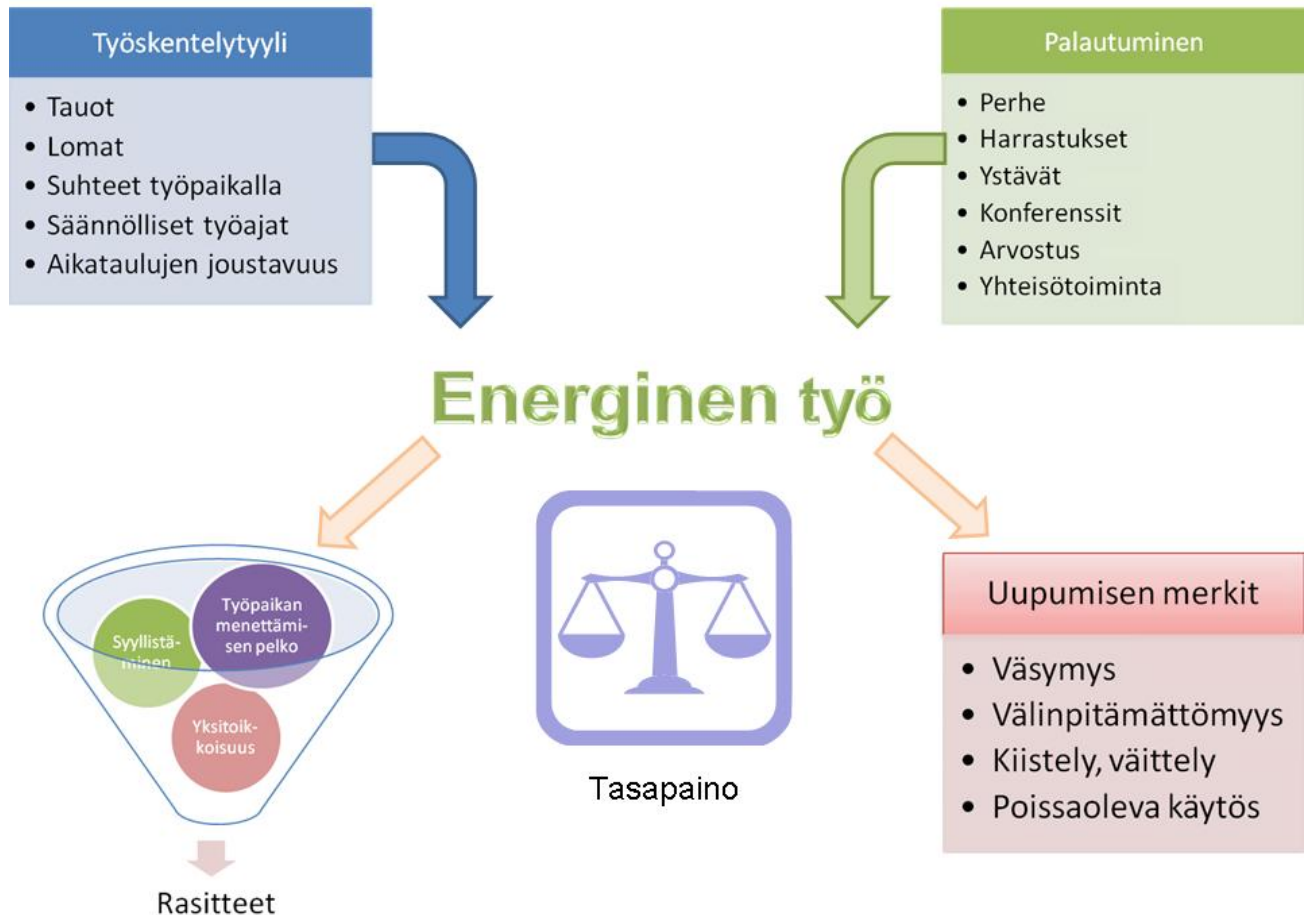 Työskentelytyyli
• Tauot
• Lomat
• Suhteet työpaikalla
• Säännölliset työajat
• Aikataulujen joustavuus
Palautuminen
• Perhe
• Harrastukset
• Ystävät
• Konferenssit
• Arvostus
• Yhteisötoiminta
Energinen työ
Syyllistä-
minen
Työpaikan
menettämi-
sen pelko
Yksitoik-
koisuus
Rasitteet
Tasapaino
Uupumisen merkit
• Väsymys
• Välinpitämättömyys
• Kiistely, väittely
• Poissaoleva käytös